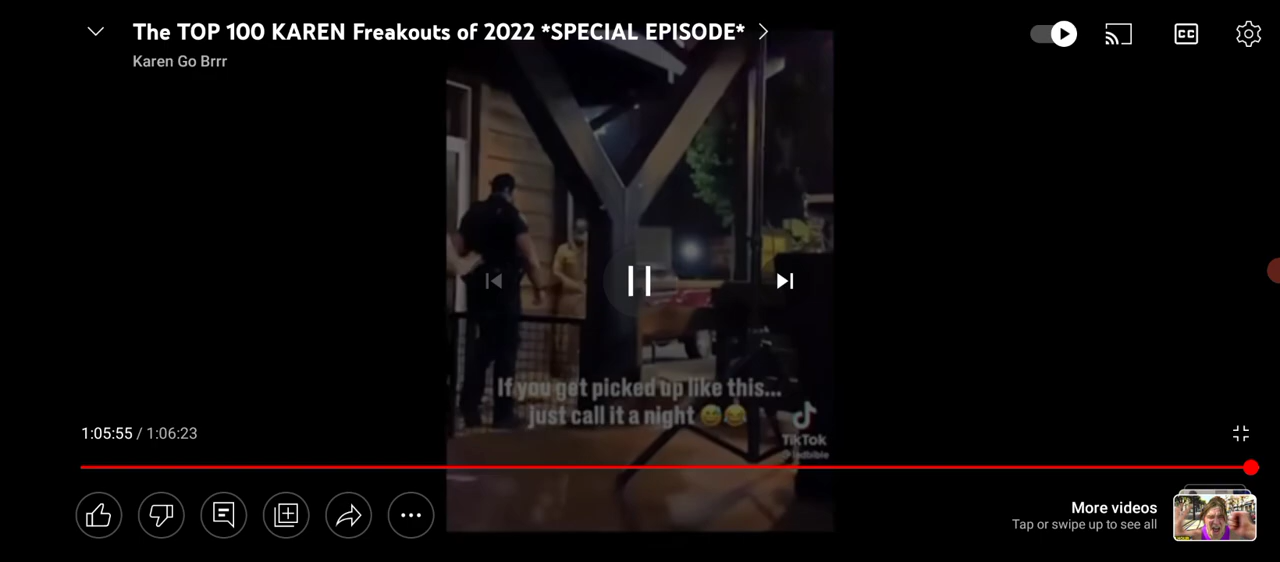 The TOP 100 KAREN Freakouts of 2022 *SPECIAL EPISODE*
Karen Go Brrr
CC
If you get picked up like this...
just call it a night 😅😂
TikTok
1:05:55 / 1:06:23
More videos
Tap or swipe up to see all